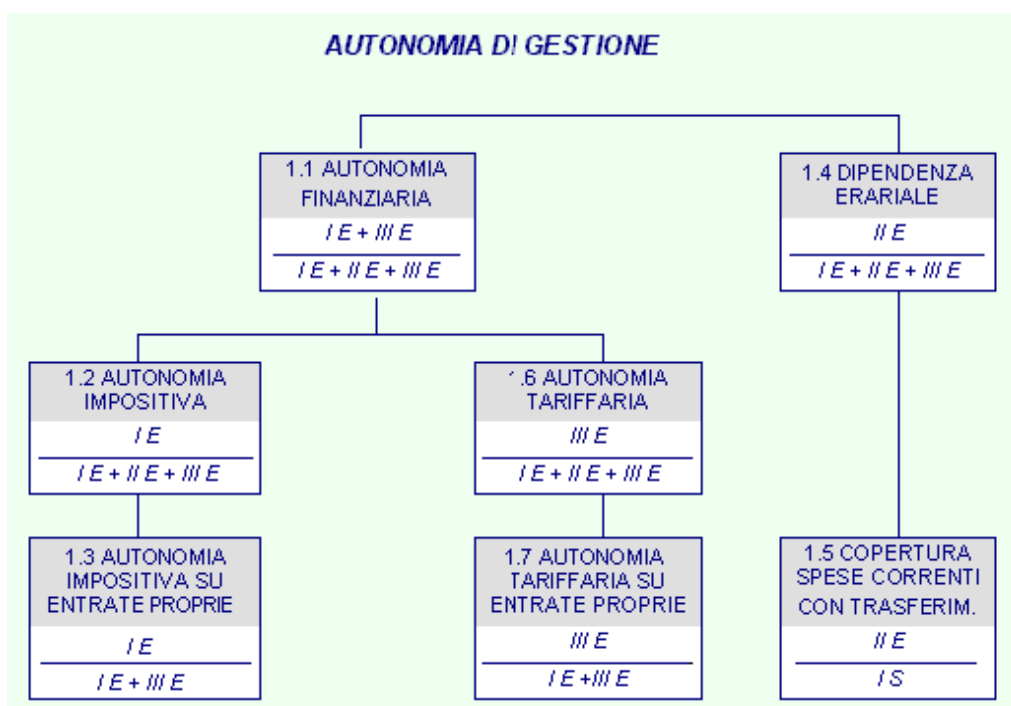 AUTONOMIA DI GESTIONE
1.1 AUTONOMIA
FINANZIARIA
I E + III E
I E + II E + III E
1.4 DIPENDENZA
ERARIALE
II E
I E + II E + III E
1.2 AUTONOMIA
IMPOSITIVA
I E
I E + II E + III E
1.6 AUTONOMIA
TARIFFARIA
III E
I E + II E + III E
1.3 AUTONOMIA
IMPOSITIVA SU
ENTRATE PROPRIE
I E
I E + III E
1.7 AUTONOMIA
TARIFFARIA SU
ENTRATE PROPRIE
III E
I E +III E
1.5 COPERTURA
SPESE CORRENTI
CON TRASFERIM.
II E
I S